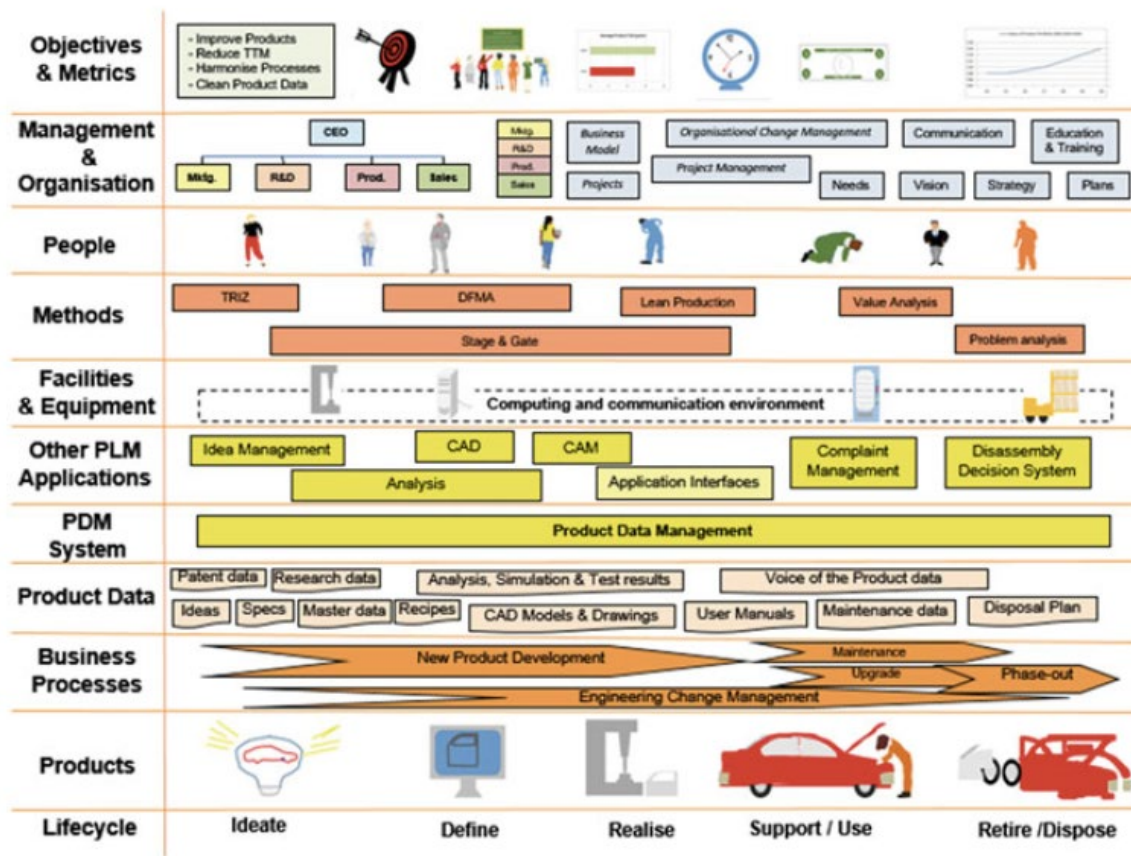 Objectives
& Metrics
- Improve Products
- Reduce TTM
- Harmonise Processes
- Clean Product Data
Management
&
Organisation
CEO
Mktg.
R&D
Prod.
Sales
Mktg.
R&D
Prod.
Sales
Business
Model
Projects
Organisational Change Management
Project Management
Communication
Education
& Training
Needs
Vision
Strategy
Plans
People
Methods
TRIZ
DFMA
Lean Production
Value Analysis
Stage & Gate
Problem analysis
Facilities
& Equipment
Computing and communication environment
Other PLM
Applications
Idea Management
CAD
CAM
Complaint
Management
Disassembly
Decision System
Analysis
Application Interfaces
PDM
System
Product Data Management
Product Data
Patent data
Research data
Analysis, Simulation & Test results
Voice of the Product data
Ideas
Specs
Master data
Recipes
CAD Models & Drawings
User Manuals
Maintenance data
Disposal Plan
Business
Processes
New Product Development
Maintenance
Upgrade
Phase-out
Engineering Change Management
Products
Lifecycle
Ideate
Define
Realise
Support / Use
Retire /Dispose